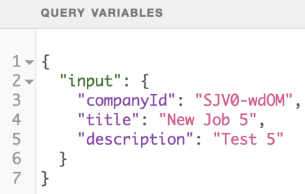 QUERY VARIABLES
1 {
2 "input": {
3 "companyId": "SJV0-wdOM",
4 "title": "New Job 5",
5 "description": "Test 5"
6 }
7 }